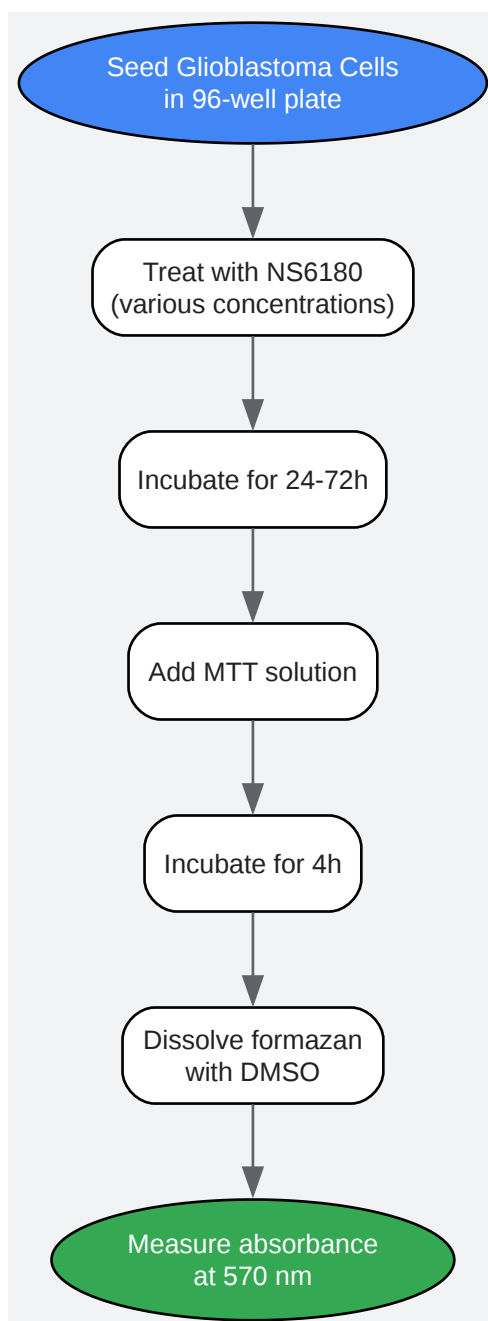 Seed Glioblastoma Cells
in 96-well plate
Treat with NS6180
(various concentrations)
Incubate for 24-72h
Add MTT solution
Incubate for 4h
Dissolve formazan
with DMSO
Measure absorbance
at 570 nm